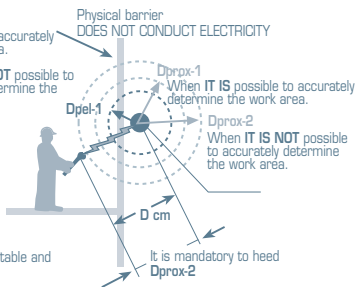 Physical barrier
DOES NOT CONDUCT ELECTRICITY
accurately
a.
OT possible to
ermine the
Dprox-1
When IT IS possible to accurately
determine the work area.
Dpel-1
Dprox-2
When IT IS NOT possible
to accurately determine
the work area.
D cm
table and
It is mandatory to heed
Dprox-2